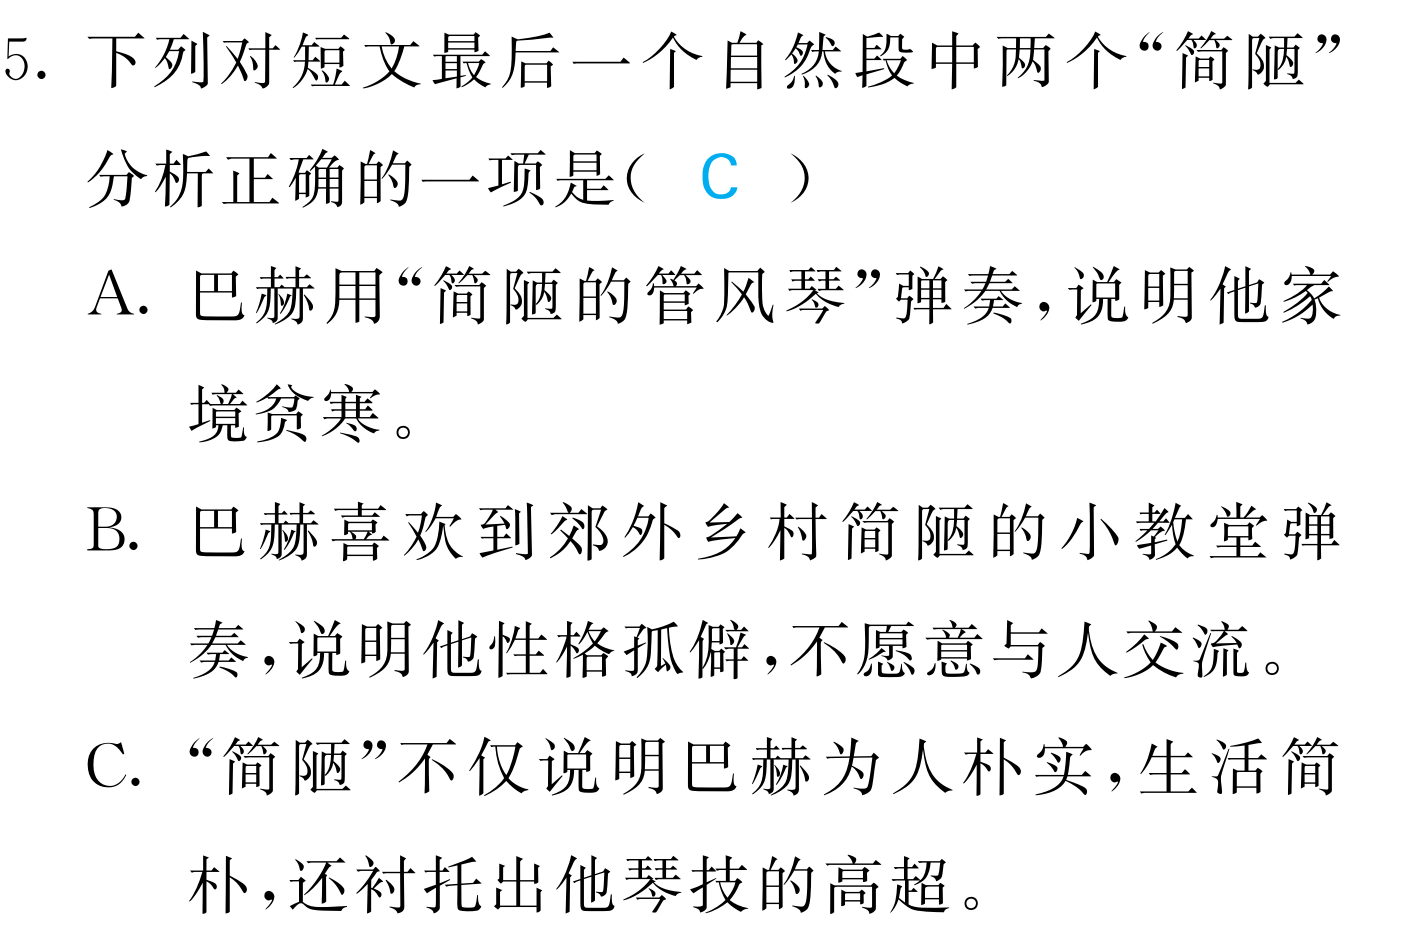 5. 下列对短文最后一个自然段中两个“简陋”
分析正确的一项是( C )
A. 巴赫用“简陋的管风琴”弹奏,说明他家
境贫寒。
B. 巴赫喜欢到郊外乡村简陋的小教堂弹
奏,说明他性格孤僻,不愿意与人交流。
C. “简陋”不仅说明巴赫为人朴实,生活简
朴,还衬托出他琴技的高超。